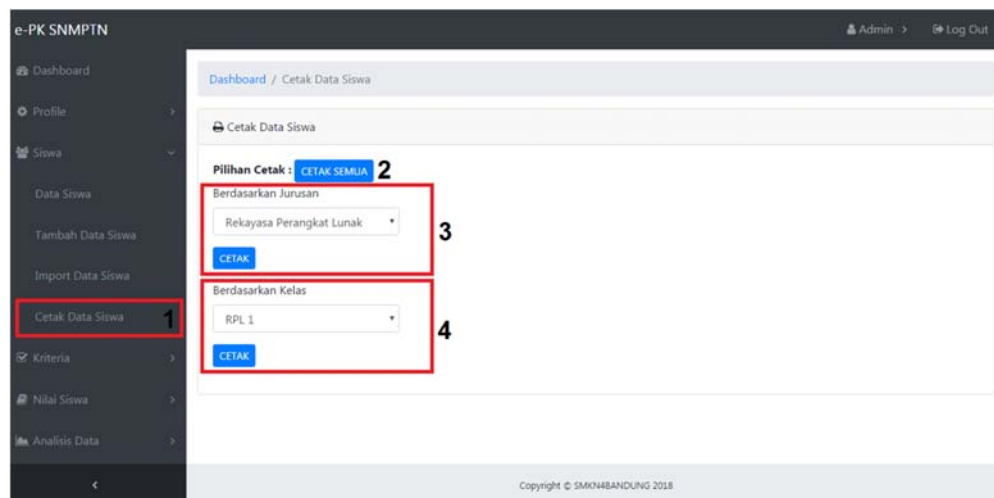 e-PK SNMPTN
Admin > Log Out
Dashboard
Profile >
Siswa
Data Siswa
Tambah Data Siswa
Import Data Siswa
Cetak Data Siswa 1
Kriteria >
Nilai Siswa >
Analisis Data >
<
Dashboard / Cetak Data Siswa
Cetak Data Siswa
Pilihan Cetak : CETAK SEMUA 2
Berdasarkan Jurusan
Rekayasa Perangkat Lunak
3
CETAK
Berdasarkan Kelas
RPL 1
4
CETAK
Copyright © SMKN4BANDUNG 2018